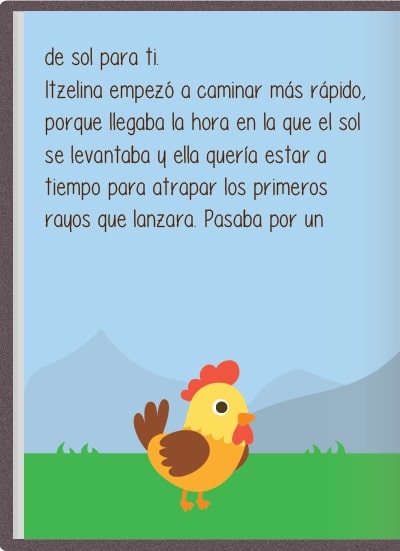 de sol para ti.
Itzelina empezó a caminar más rápido,
porque llegaba la hora en la que el sol
se levantaba y ella quería estar a
tiempo para atrapar los primeros
rayos que lanzara. Pasaba por un